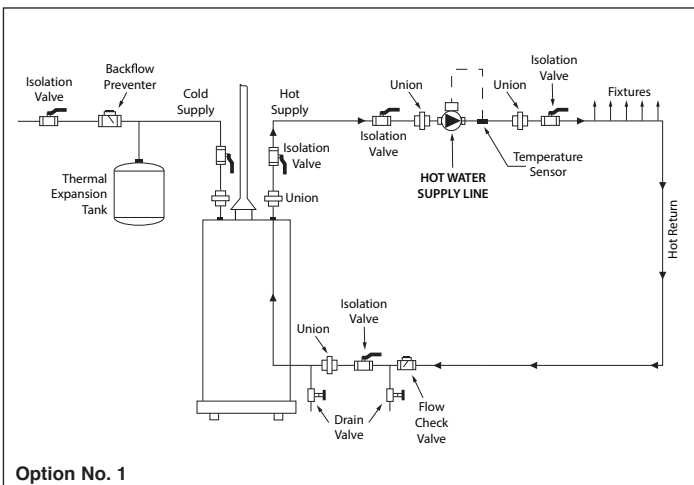 Isolation
Valve
Backflow
Preventer
Cold
Supply
Hot
Supply
Isolation
Valve
Union
Thermal
Expansion
Tank
Isolation
Valve
Union
HOT WATER
SUPPLY LINE
Temperature
Sensor
Union
Isolation
Valve
Fixtures
Hot Return
Union
Isolation
Valve
Drain
Valve
Flow
Check
Valve
Option No. 1